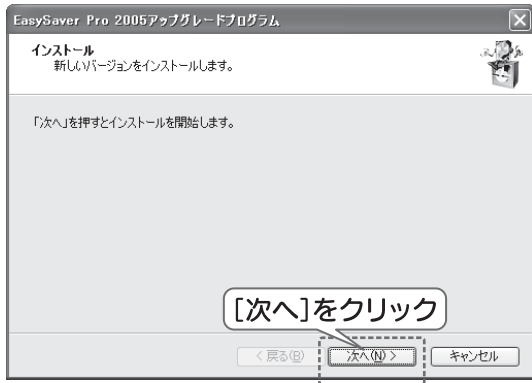 EasySaver Pro 2005アップグレードプログラム
インストール
新しいバージョンをインストールします。
「次へ」を押すとインストールを開始します。
[次へ]をクリック
< 戻る(B) 次へ(N) > キャンセル